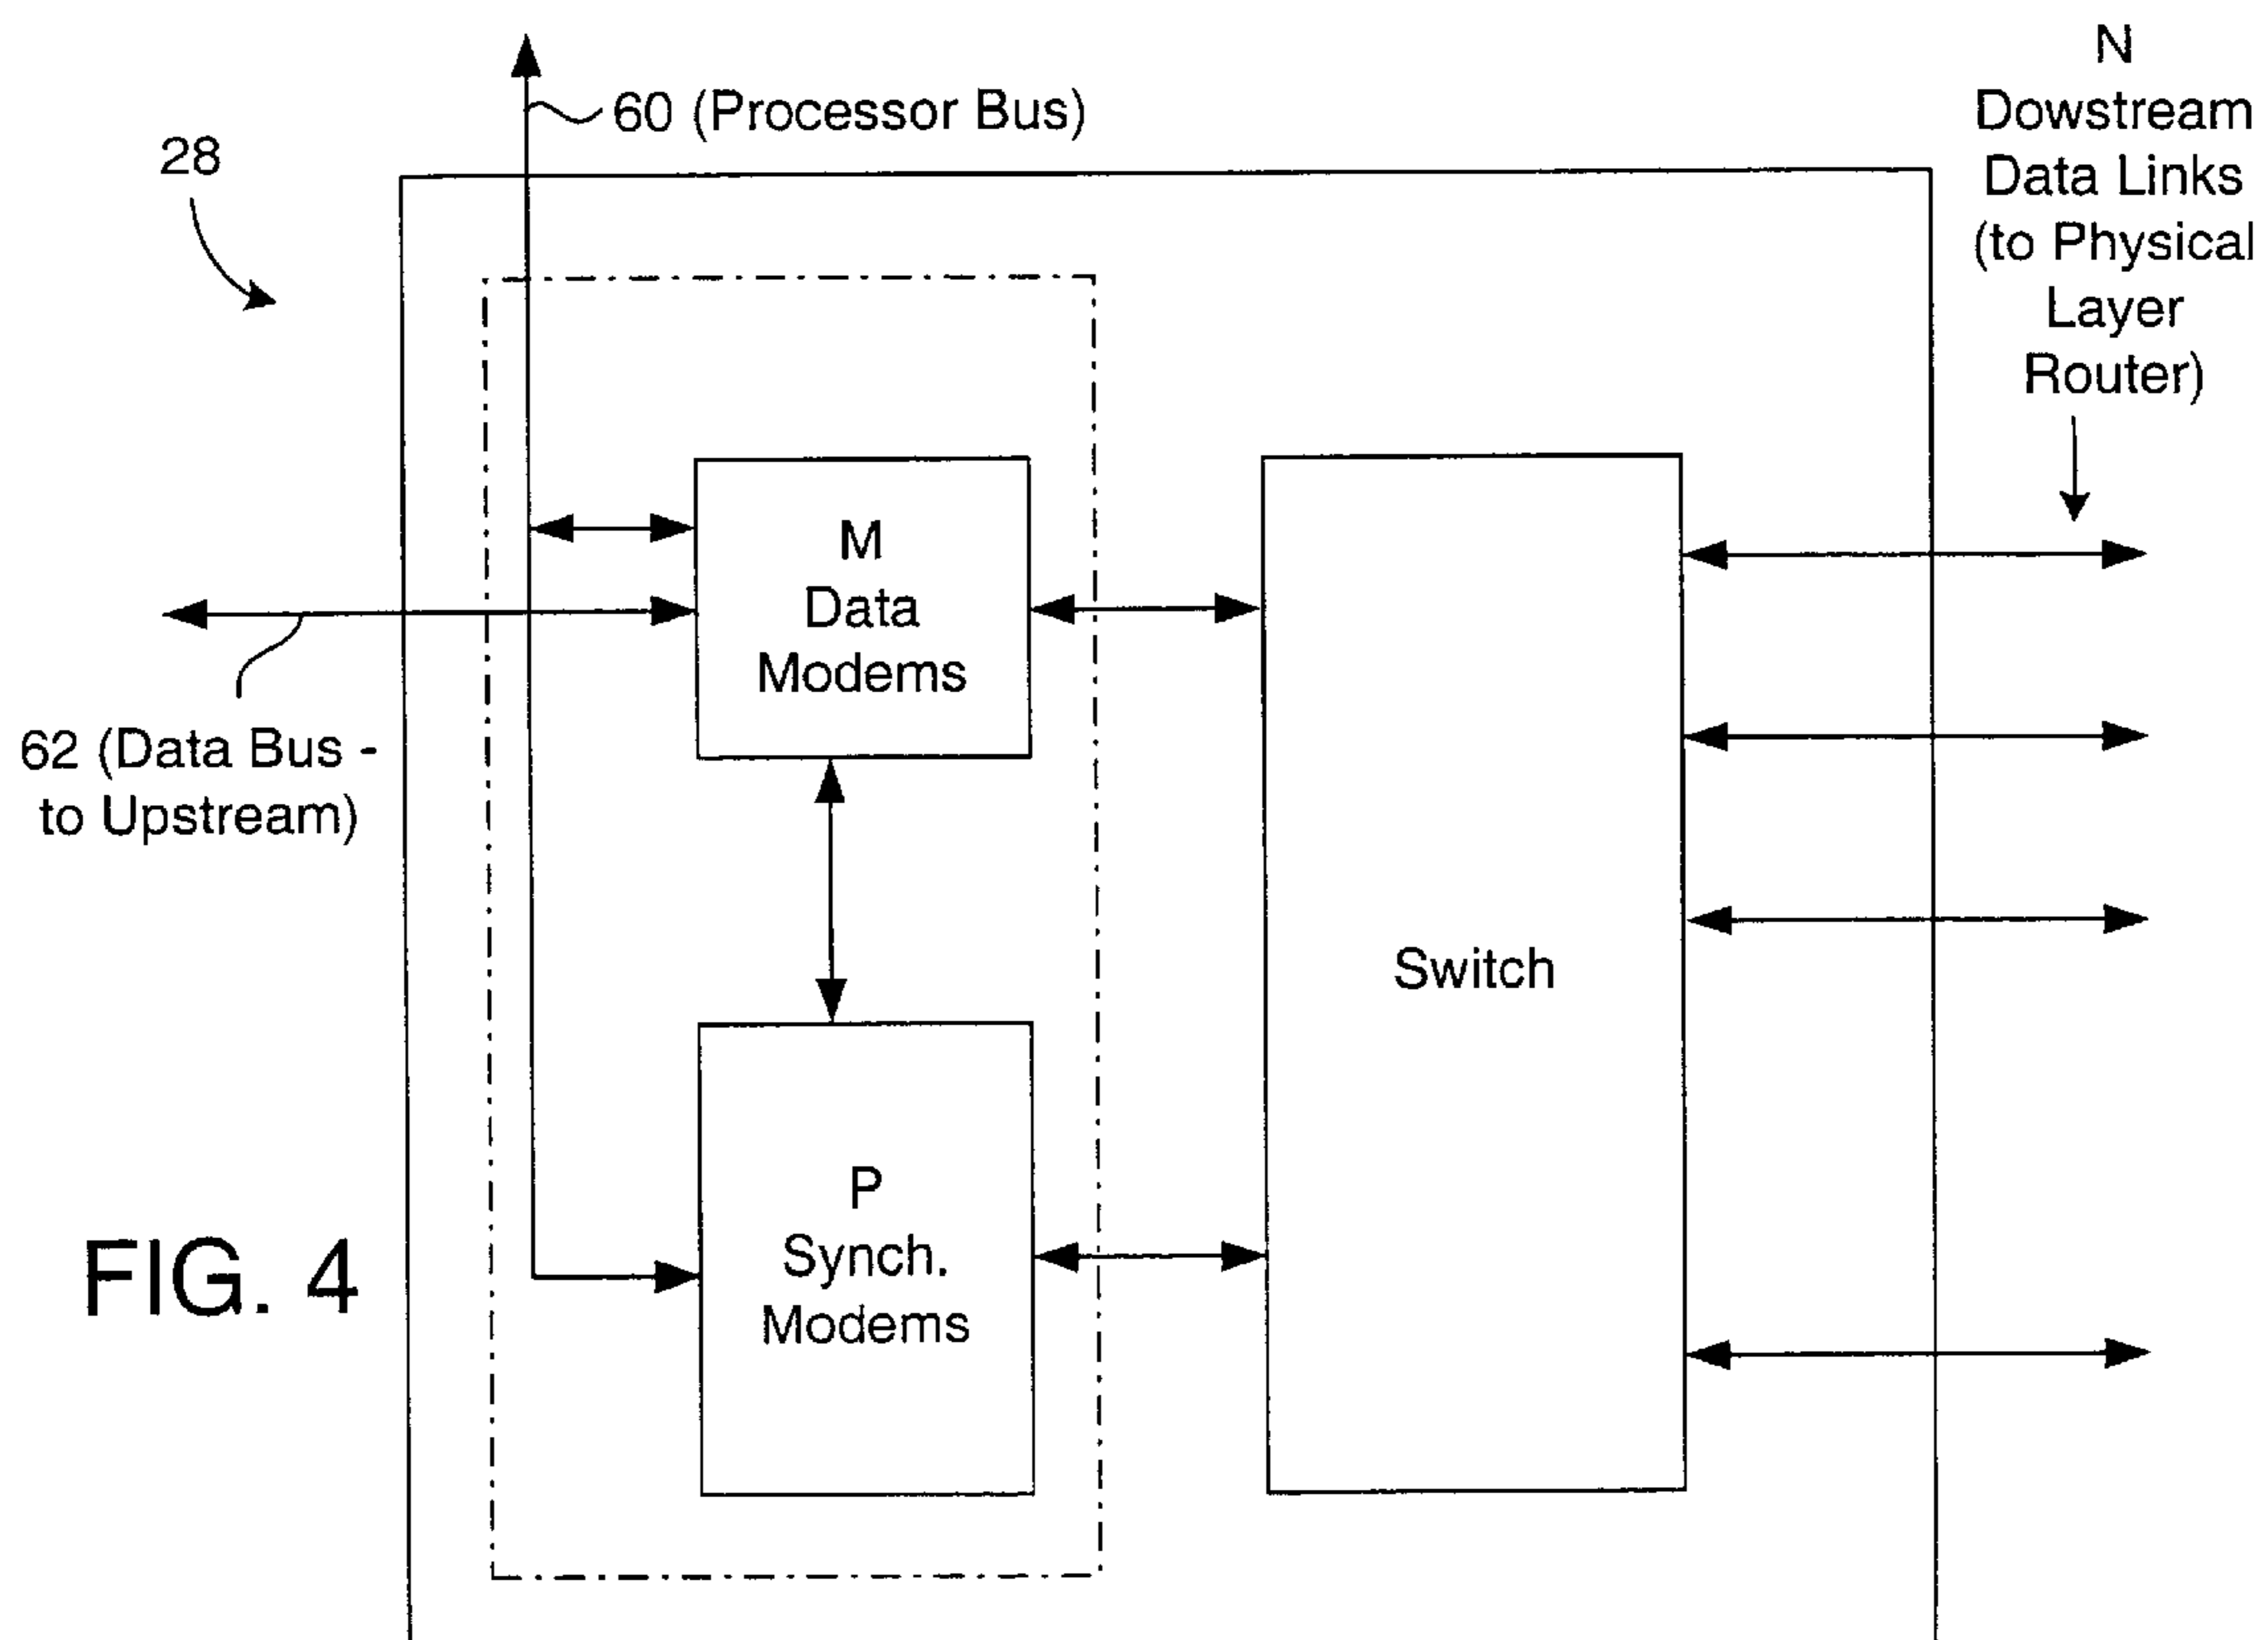 60 (Processor Bus)
28
N
Dowstream
Data Links
(to Physical
Layer
Router)
M
Data
Modems
62 (Data Bus -
to Upstream)
Switch
P
Synch.
Modems
FIG. 4